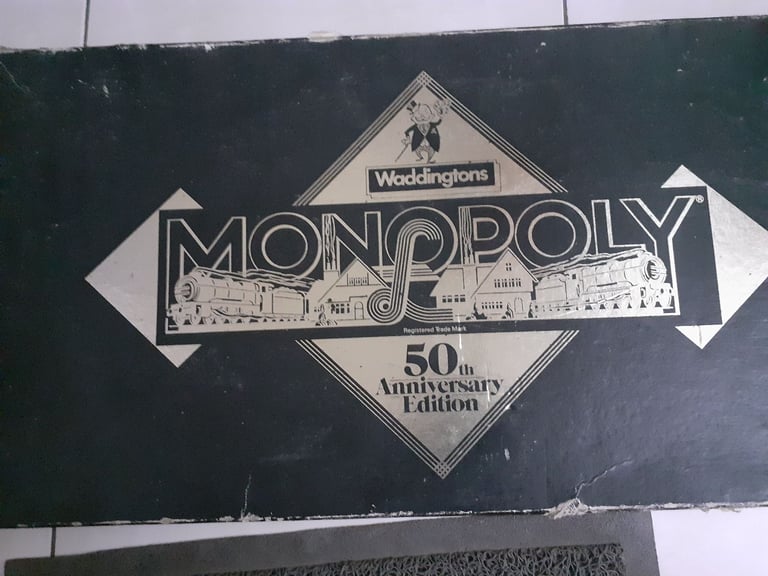 Waddingtons
MONOPOLY®
Registered Trade Mark
50th
Anniversary
Edition